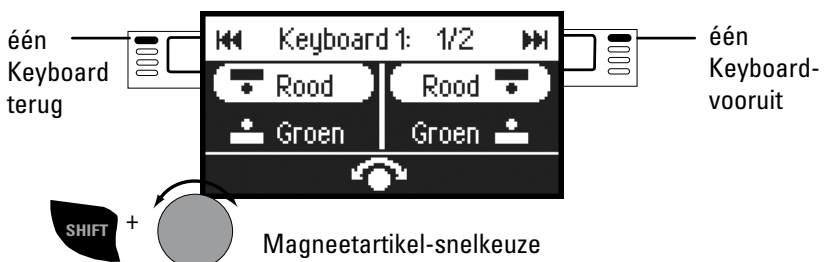 één
Keyboard
terug
Keyboard 1: 1/2
Rood Rood
Groen Groen
één
Keyboard-
vooruit
SHIFT +
Magneetartikel-snelkeuze